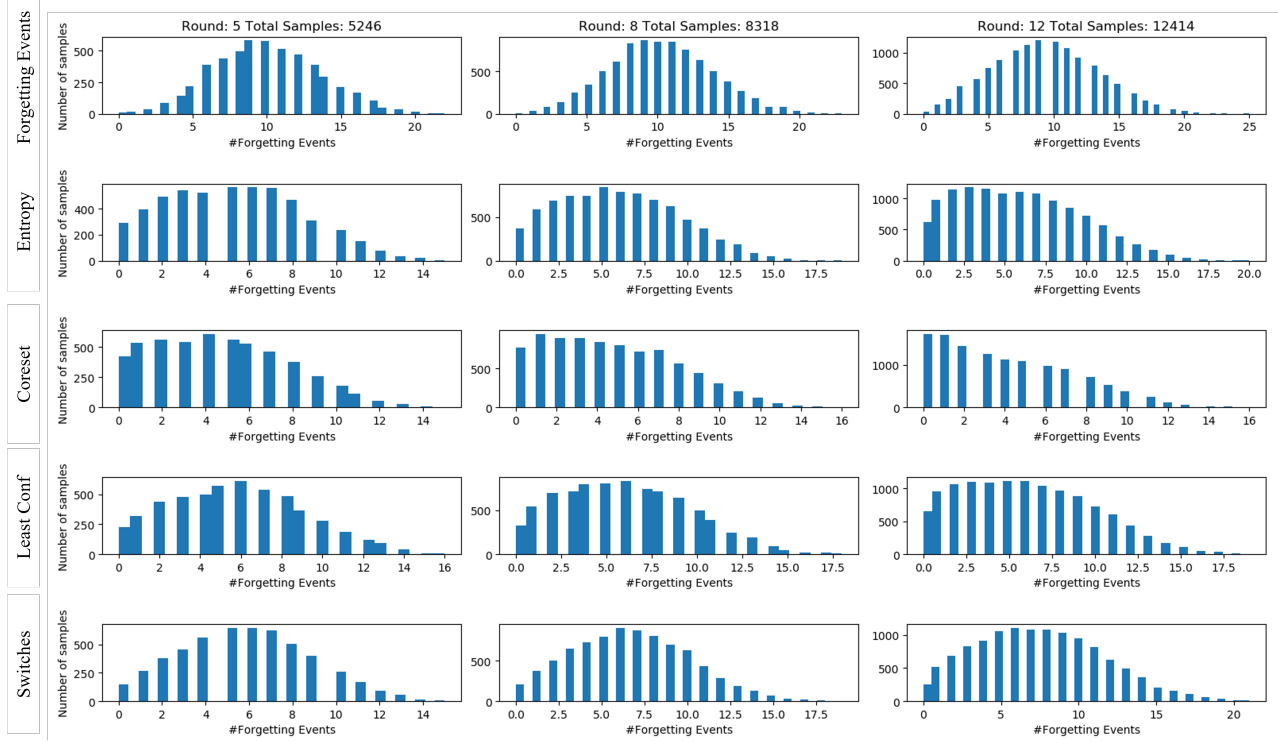 Round: 5 Total Samples: 5246
Round: 8 Total Samples: 8318
Round: 12 Total Samples: 12414
Forgetting Events
Number of samples
500
250
0
0 5 10 15 20
#Forgetting Events
500
0
0 5 10 15 20
#Forgetting Events
1000
500
0
0 5 10 15 20 25
#Forgetting Events
Entropy
Number of samples
400
200
0
0 2 4 6 8 10 12 14
#Forgetting Events
500
0
0.0 2.5 5.0 7.5 10.0 12.5 15.0 17.5
#Forgetting Events
1000
500
0
0.0 2.5 5.0 7.5 10.0 12.5 15.0 17.5 20.0
#Forgetting Events
Coreset
Number of samples
500
250
0
0 2 4 6 8 10 12 14
#Forgetting Events
500
0
0 2 4 6 8 10 12 14 16
#Forgetting Events
1000
0
0 2 4 6 8 10 12 14 16
#Forgetting Events
Least Conf
Number of samples
500
250
0
0 2 4 6 8 10 12 14 16
#Forgetting Events
500
0
0.0 2.5 5.0 7.5 10.0 12.5 15.0 17.5
#Forgetting Events
1000
500
0
0.0 2.5 5.0 7.5 10.0 12.5 15.0 17.5
#Forgetting Events
Switches
Number of samples
500
250
0
0 2 4 6 8 10 12 14
#Forgetting Events
500
0
0.0 2.5 5.0 7.5 10.0 12.5 15.0 17.5
#Forgetting Events
1000
500
0
0 5 10 15 20
#Forgetting Events